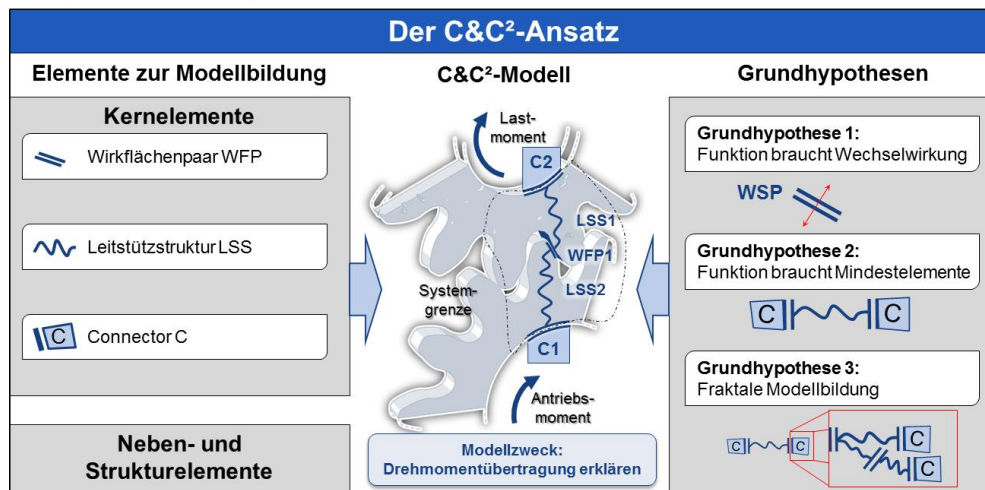 Der C&C²-Ansatz
Elemente zur Modellbildung
Kernelemente
Wirkflächenpaar WFP
Leitstützstruktur LSS
C
Connector C
Neben- und
Strukturelemente
C&C²-Modell
Last-
moment
C2
LSS1
WFP1
LSS2
System-
grenze
C1
Antriebs-
moment
Modellzweck:
Drehmomentübertragung erklären
Grundhypothesen
Grundhypothese 1:
Funktion braucht Wechselwirkung
WSP
Grundhypothese 2:
Funktion braucht Mindestelemente
C C
Grundhypothese 3:
Fraktale Modellbildung
C C C
C